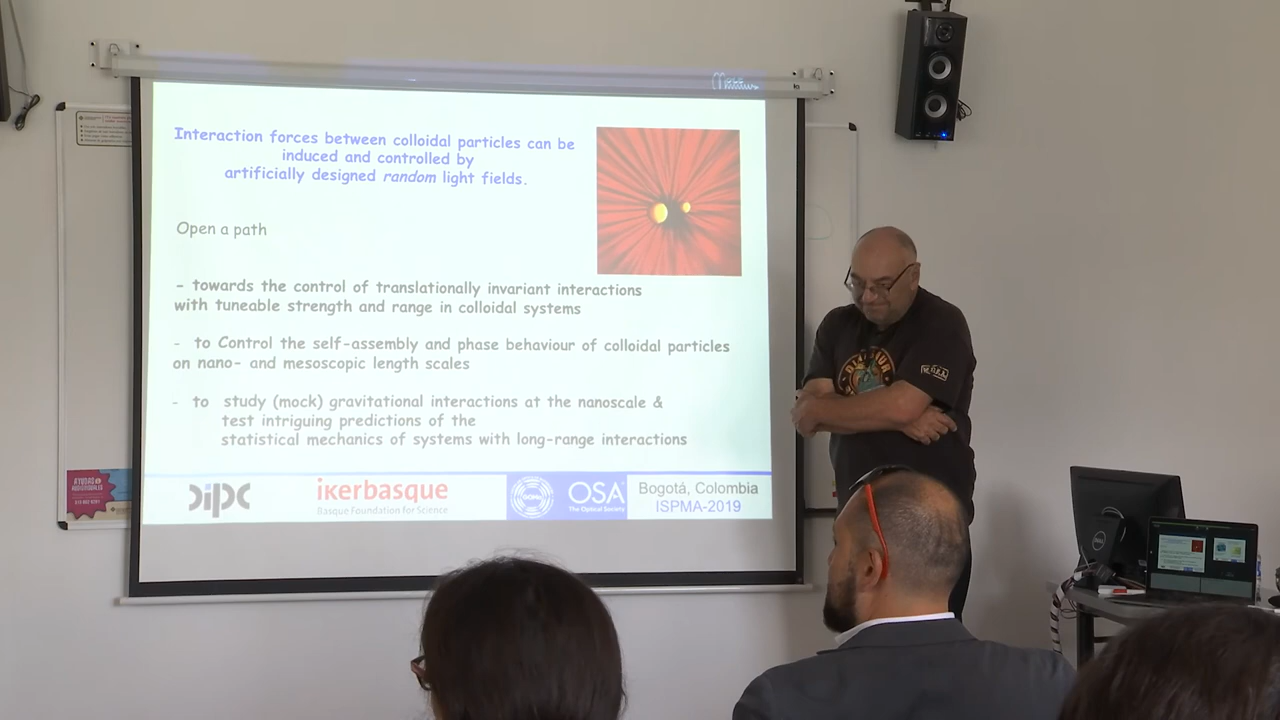 Interaction forces between colloidal particles can be
induced and controlled by
artificially designed random light fields.
Open a path
- towards the control of translationally invariant interactions
with tuneable strength and range in colloidal systems
- to Control the self-assembly and phase behaviour of colloidal particles
on nano- and mesoscopic length scales
- to study (mock) gravitational interactions at the nanoscale &
test intriguing predictions of the
statistical mechanics of systems with long-range interactions
dipc
ikerbasque
Basque Foundation for Science
OSA
The Optical Society
Bogotá, Colombia
ISPMA-2019
AYUDAS
AUDIOVISUALES
DELL